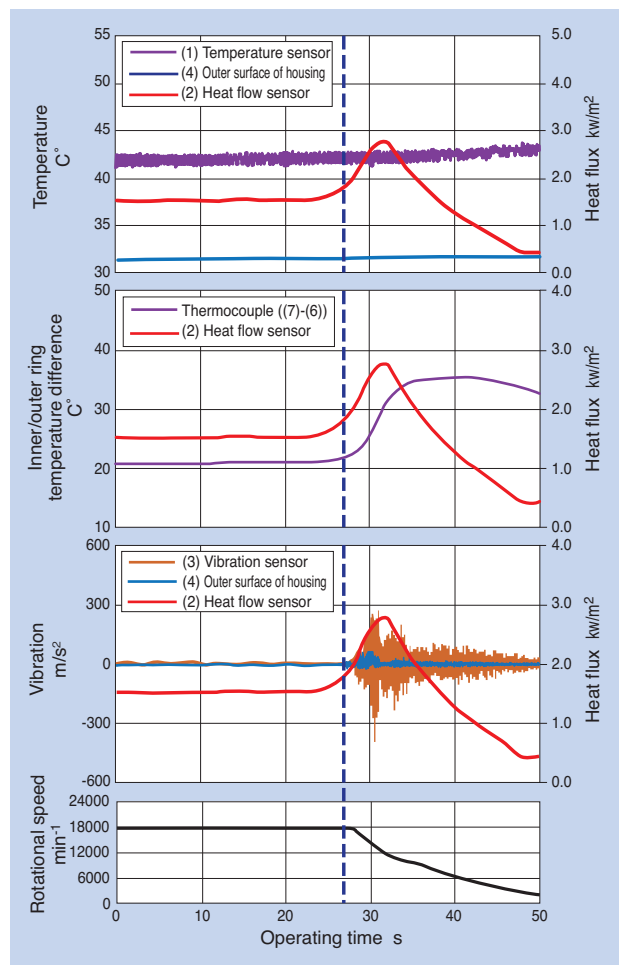 55
50
45
42
41
35
30
Temperature
C°
(1) Temperature sensor
(4) Outer surface of housing
(2) Heat flow sensor
5.0
4.0
3.0
2.0
1.0
0.0
Heat flux kw/m²
50
40
30
20
10
Inner/outer ring
temperature difference
C°
Thermocouple ((7)-(6))
(2) Heat flow sensor
4.0
3.0
2.0
1.0
0.0
Heat flux kw/m²
600
300
0
-300
-600
Vibration
m/s²
(3) Vibration sensor
(4) Outer surface of housing
(2) Heat flow sensor
4.0
3.0
2.0
1.0
0.0
Heat flux kw/m²
24000
18000
12000
6000
0
Rotational speed
min⁻¹
0
10
20
30
40
50
Operating time s